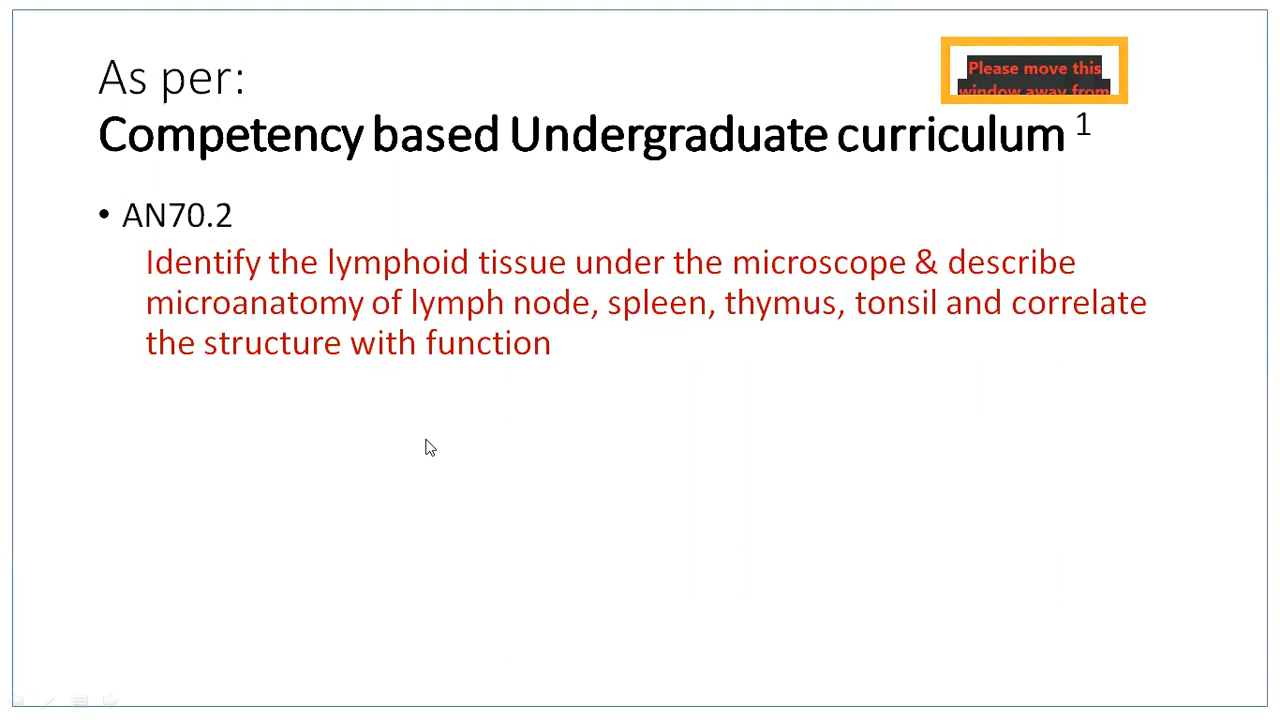 As per:
Please move this
window away from
Competency based Undergraduate curriculum 1
• AN70.2
Identify the lymphoid tissue under the microscope & describe
microanatomy of lymph node, spleen, thymus, tonsil and correlate
the structure with function